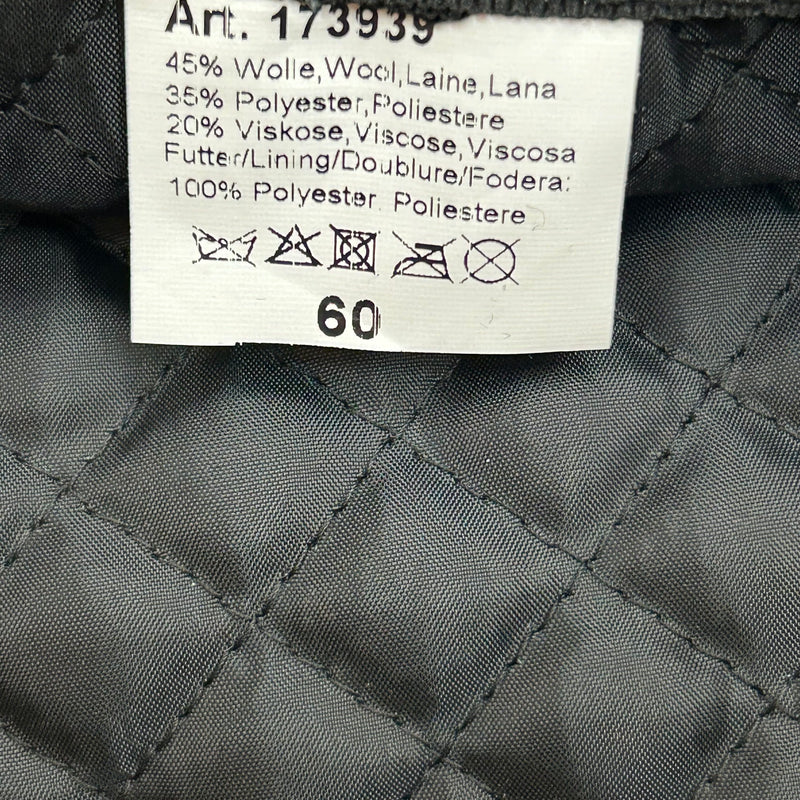 Art. 173939
45% Wolle,Wool,Laine,Lana
35% Polyester,Poliestere
20% Viskose,Viscose,Viscosa
Futter/Lining/Doublure/Fodera:
100% Polyester. Poliestere
60